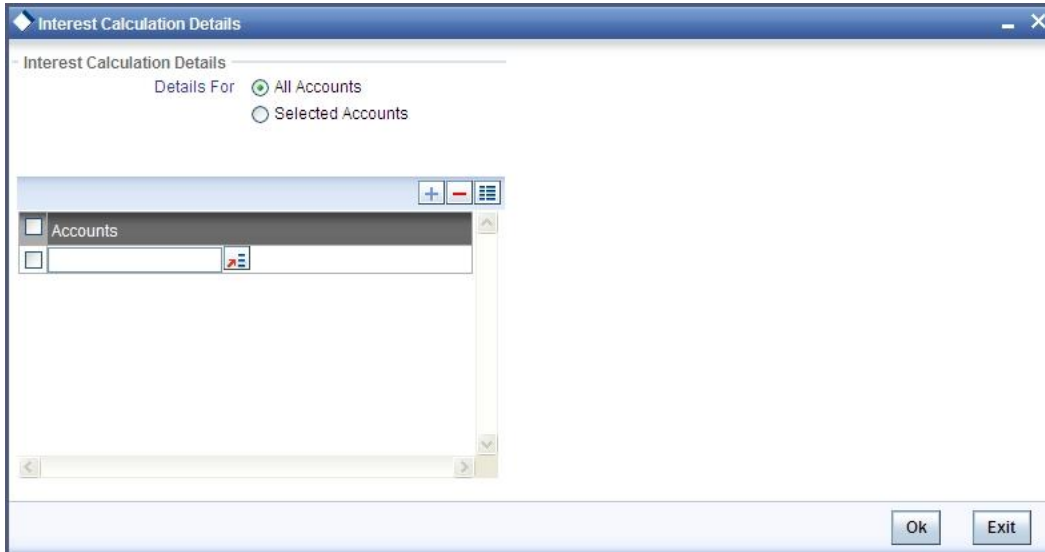 Interest Calculation Details
Interest Calculation Details
Details For All Accounts
Selected Accounts
Accounts
Ok Exit